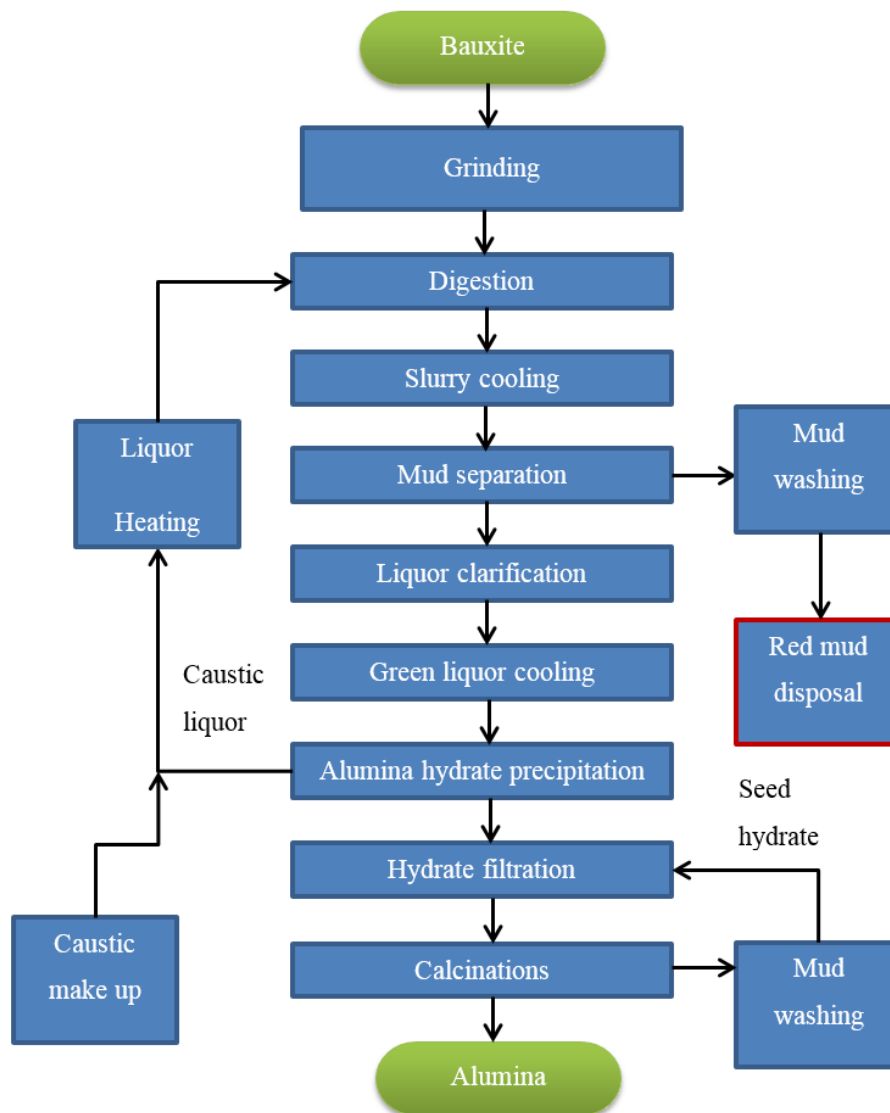 Bauxite
Grinding
Digestion
Slurry cooling
Liquor
Heating
Mud separation
Mud
washing
Liquor clarification
Red mud
disposal
Green liquor cooling
Caustic
liquor
Alumina hydrate precipitation
Seed
hydrate
Hydrate filtration
Caustic
make up
Calcinations
Mud
washing
Alumina